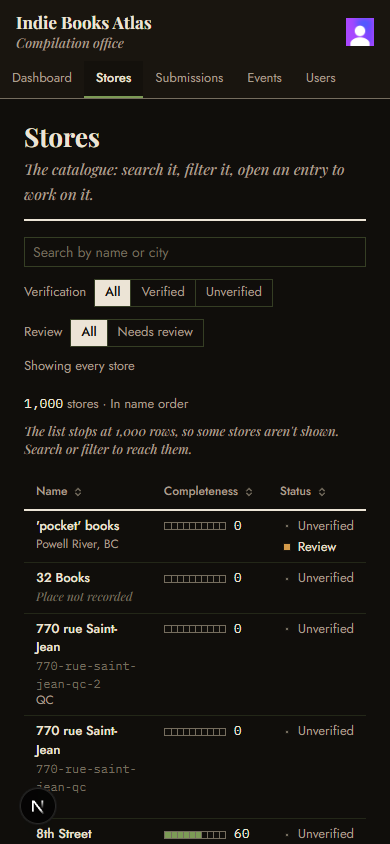 Indie Books Atlas
Compilation office
Dashboard Stores Submissions Events Users
Stores
The catalogue: search it, filter it, open an entry to
work on it.
Search by name or city
Verification All Verified Unverified
Review All Needs review
Showing every store
1,000 stores · In name order
The list stops at 1,000 rows, so some stores aren't shown.
Search or filter to reach them.
Name Completeness Status
'pocket' books 0 · Unverified
Powell River, BC Review
32 Books 0 · Unverified
Place not recorded
770 rue Saint- 0 · Unverified
Jean
770-rue-saint-
jean-qc-2
QC
770 rue Saint- 0 · Unverified
Jean
770-rue-saint-
jean-qc
N
8th Street 60 · Unverified